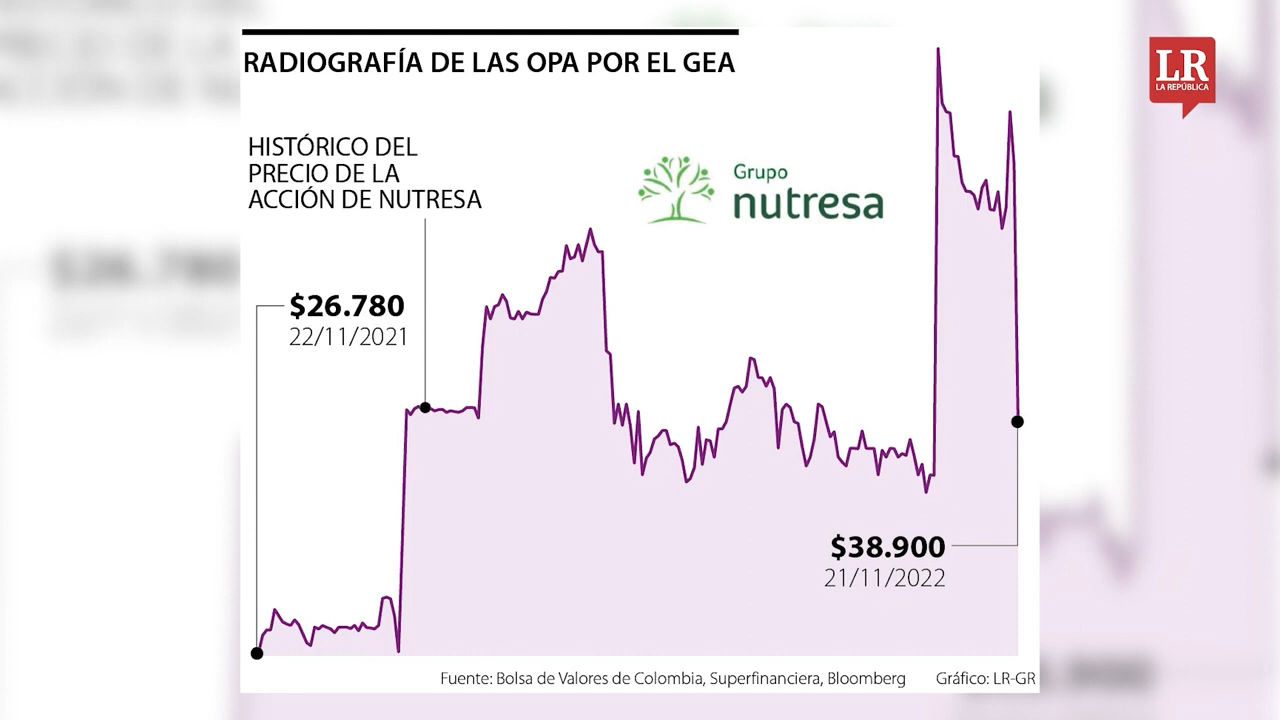 RADIOGRAFÍA DE LAS OPA POR EL GEA
LR
LA REPÚBLICA
HISTÓRICO DEL
PRECIO DE LA
ACCIÓN DE NUTRESA
Grupo
nutresa
$26.780
22/11/2021
$38.900
21/11/2022
Fuente: Bolsa de Valores de Colombia, Superfinanciera, Bloomberg
Gráfico: LR-GR